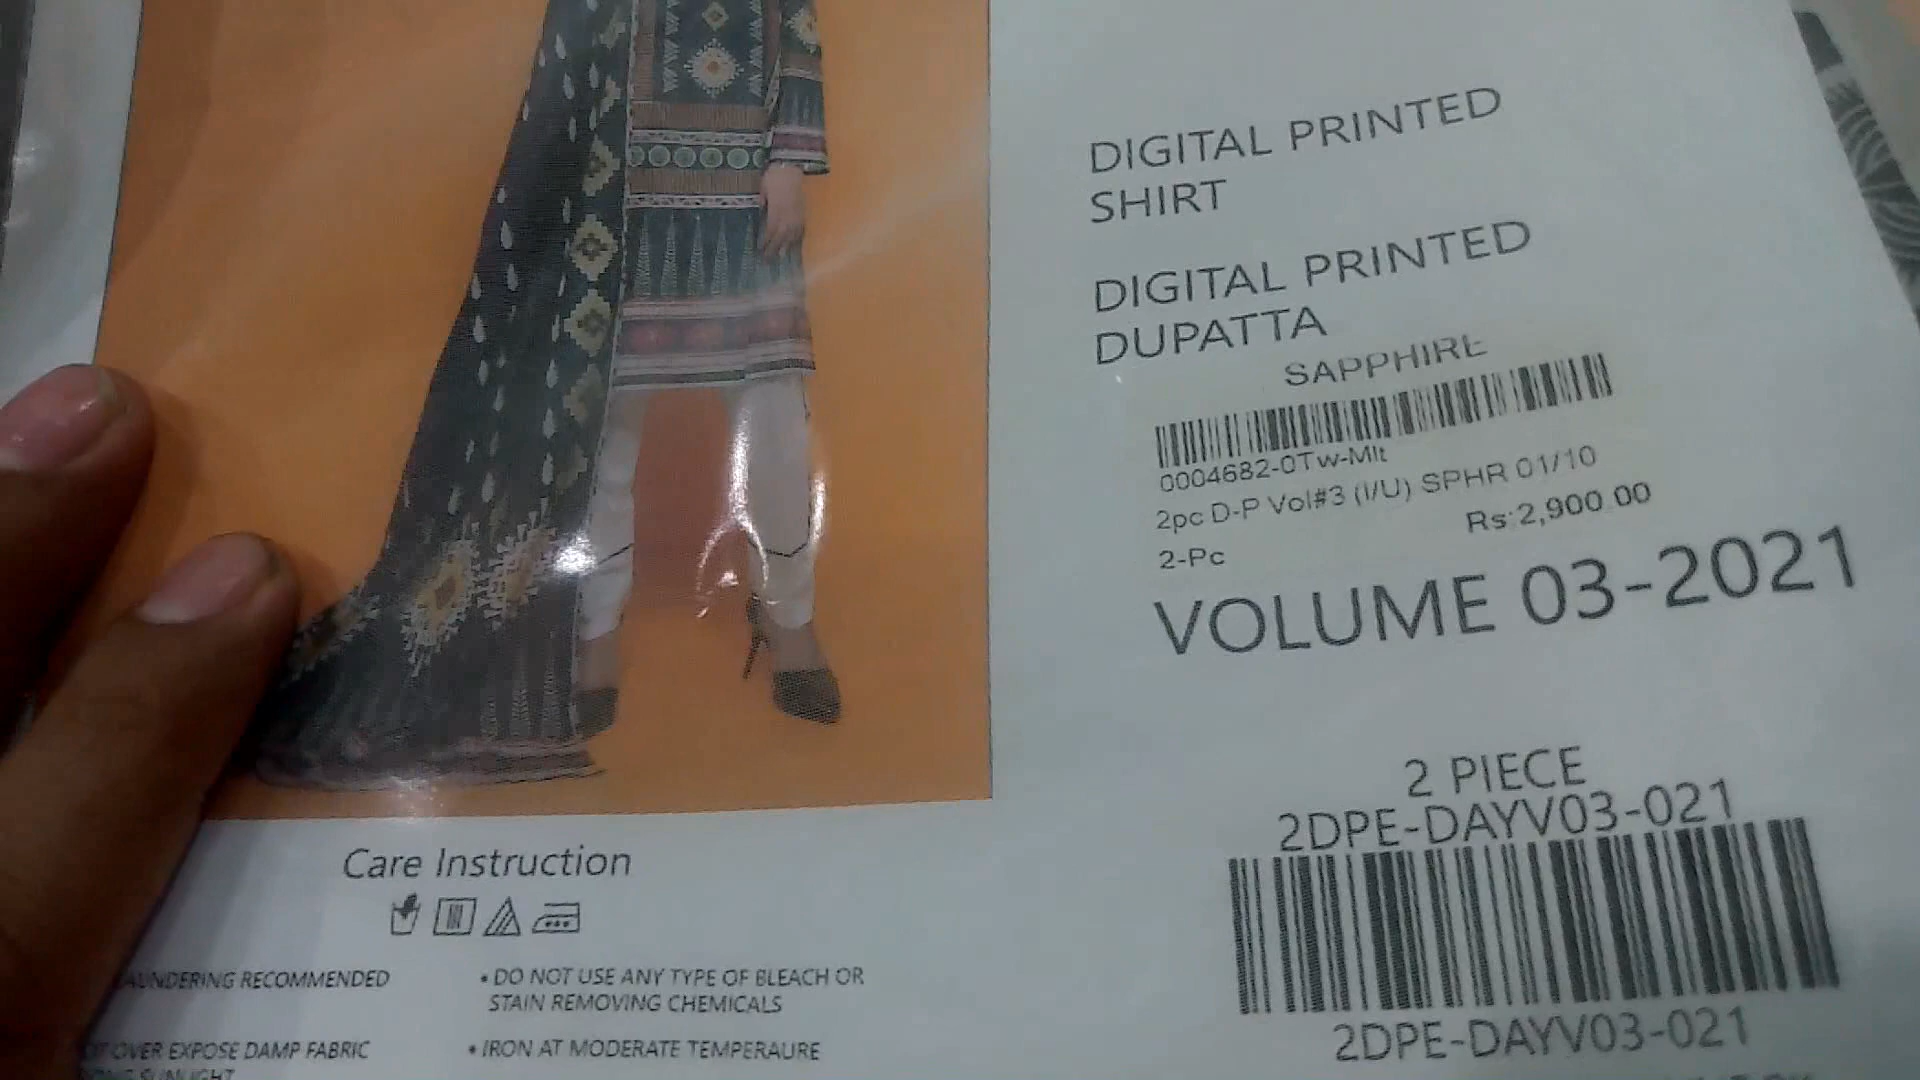 DIGITAL PRINTED
SHIRT
DIGITAL PRINTED
DUPATTA
SAPPHIRE
0004682-0Tw-Mlt
2pc D-P Vol#3 (I/U) SPHR 01/10
Rs:2,900.00
2-Pc
VOLUME 03-2021
2 PIECE
2DPE-DAYV03-021
2DPE-DAYV03-021
Care Instruction
RECOMMENDED
• DO NOT USE ANY TYPE OF BLEACH OR
STAIN REMOVING CHEMICALS
OVER EXPOSE DAMP FABRIC
SUNLIGHT
• IRON AT MODERATE TEMPERAURE